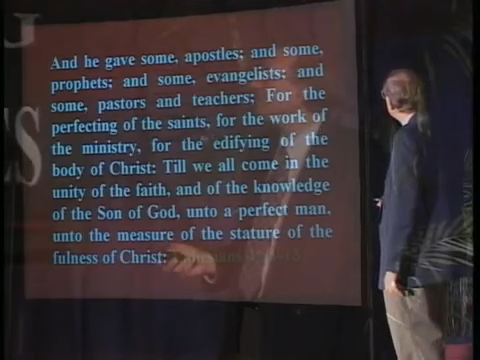 And he gave some, apostles; and some,
prophets; and some, evangelists; and
some, pastors and teachers; For the
perfecting of the saints, for the work of
the ministry, for the edifying of the
body of Christ: Till we all come in the
unity of the faith, and of the knowledge
of the Son of God, unto a perfect man,
unto the measure of the stature of the
fulness of Christ: